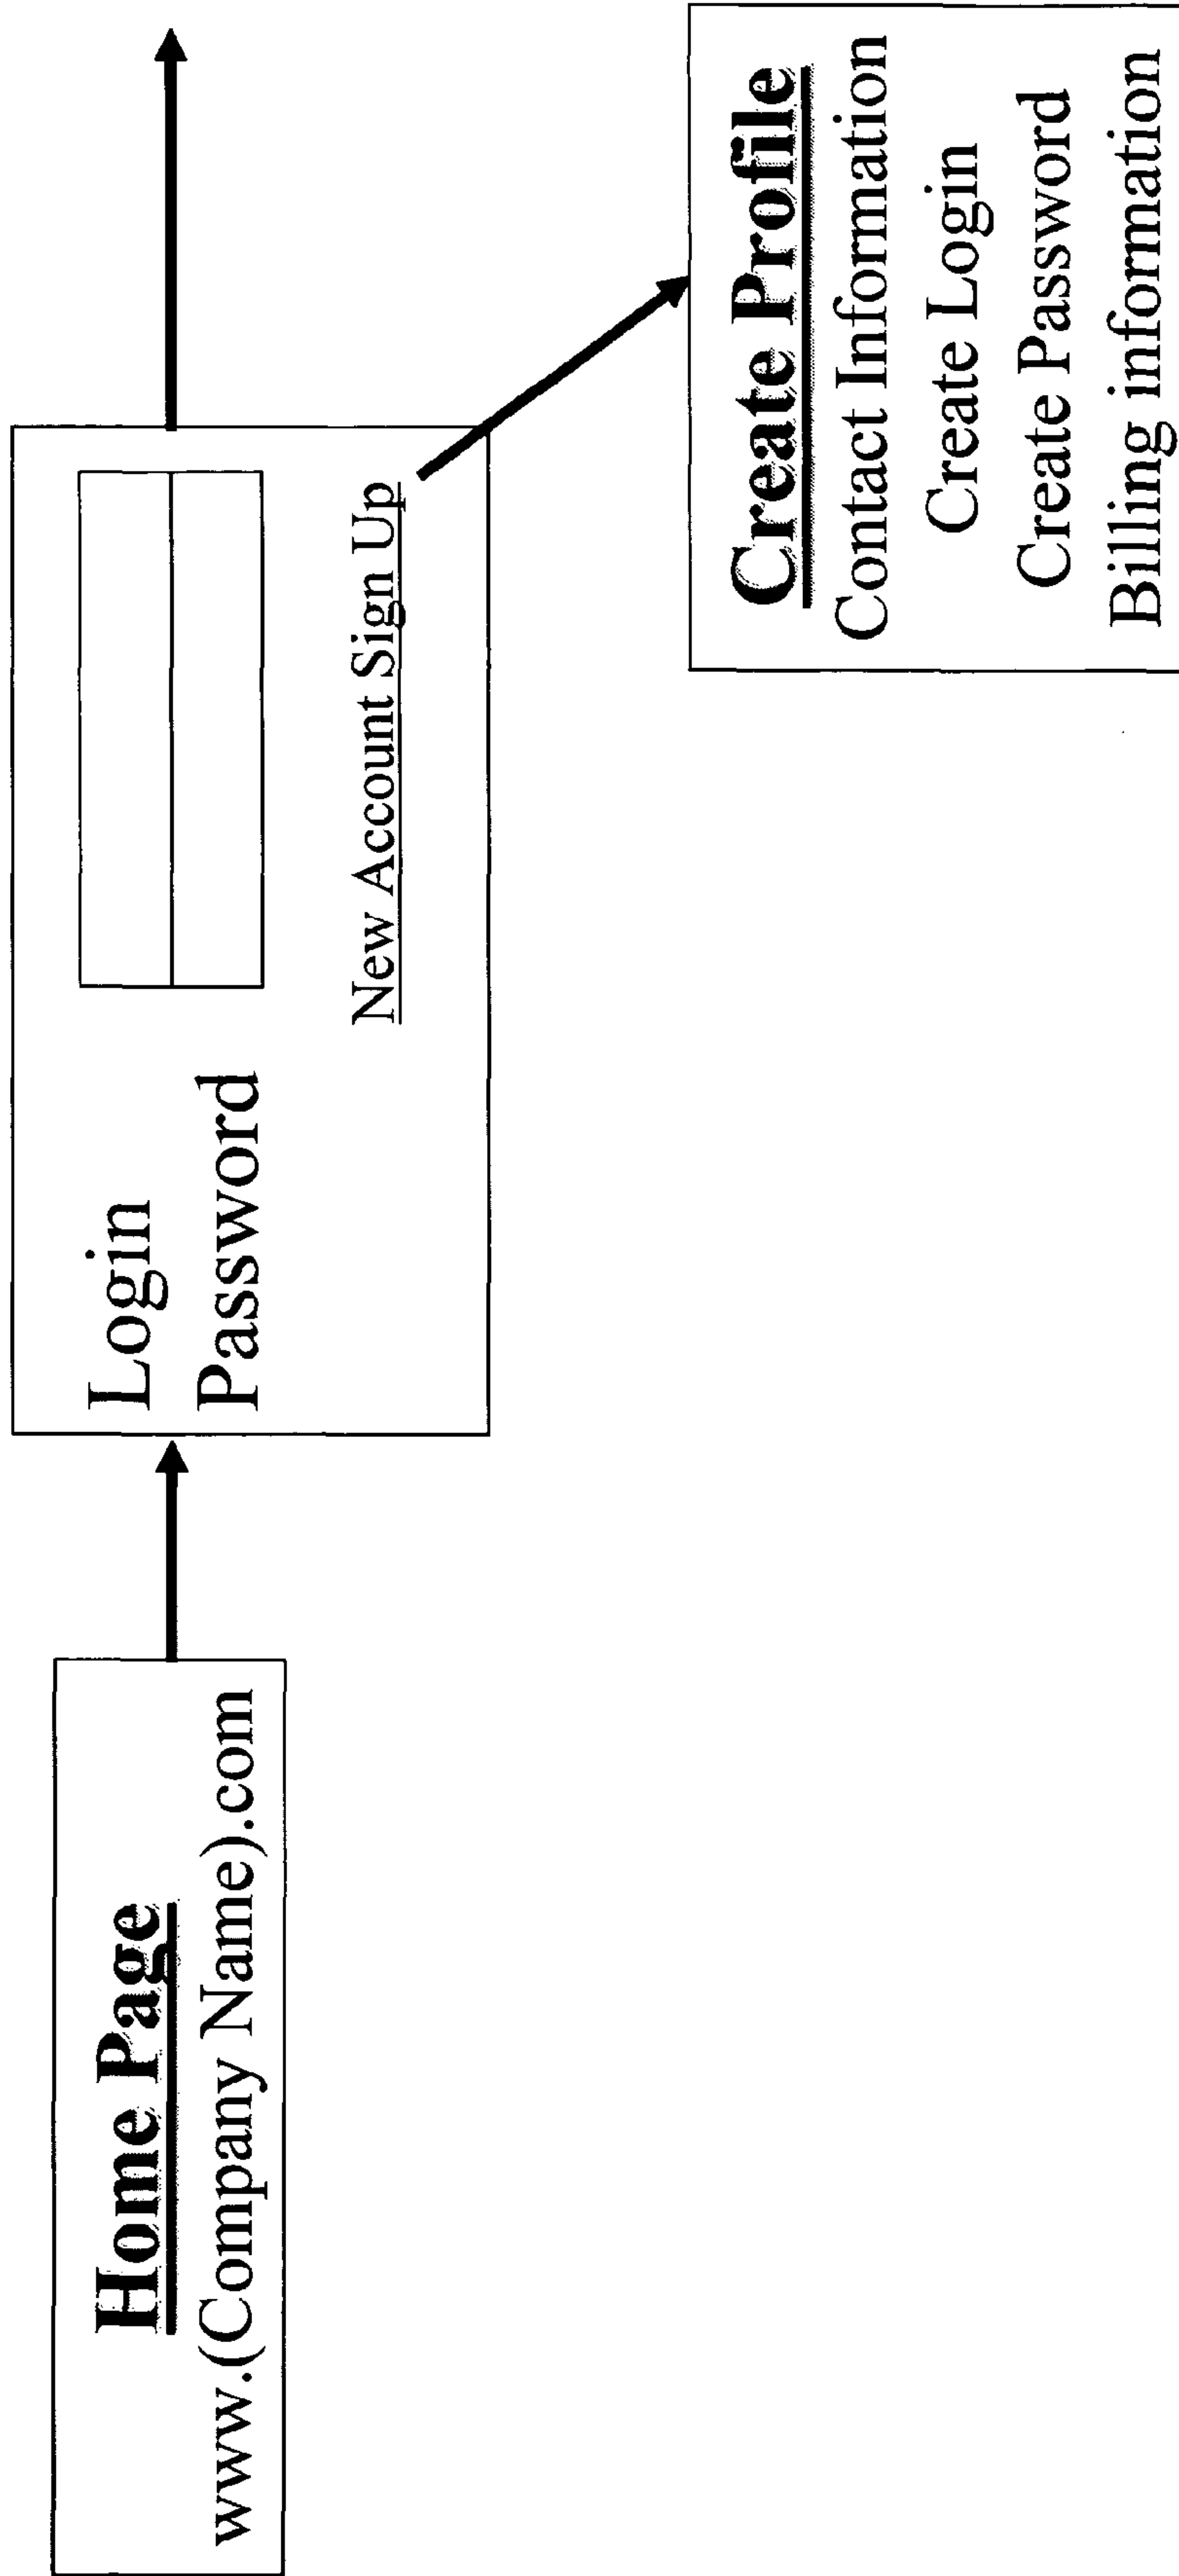 Home Page
www.(Company Name).com
Login
Password
New Account Sign Up
Create Profile
Contact Information
Create Login
Create Password
Billing information